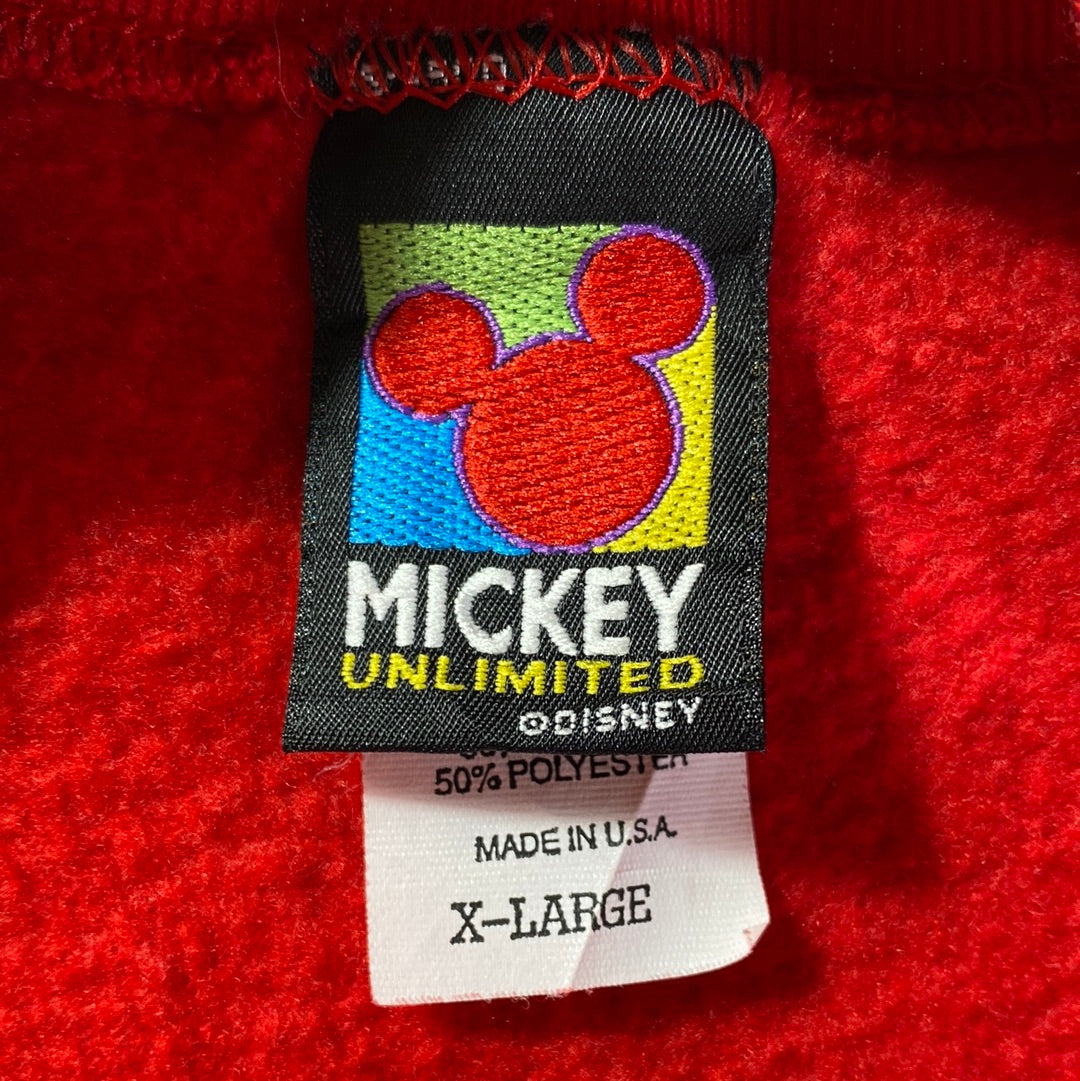 MICKEY
UNLIMITED
©DISNEY
50% POLYESTER
MADE IN U.S.A.
X-LARGE